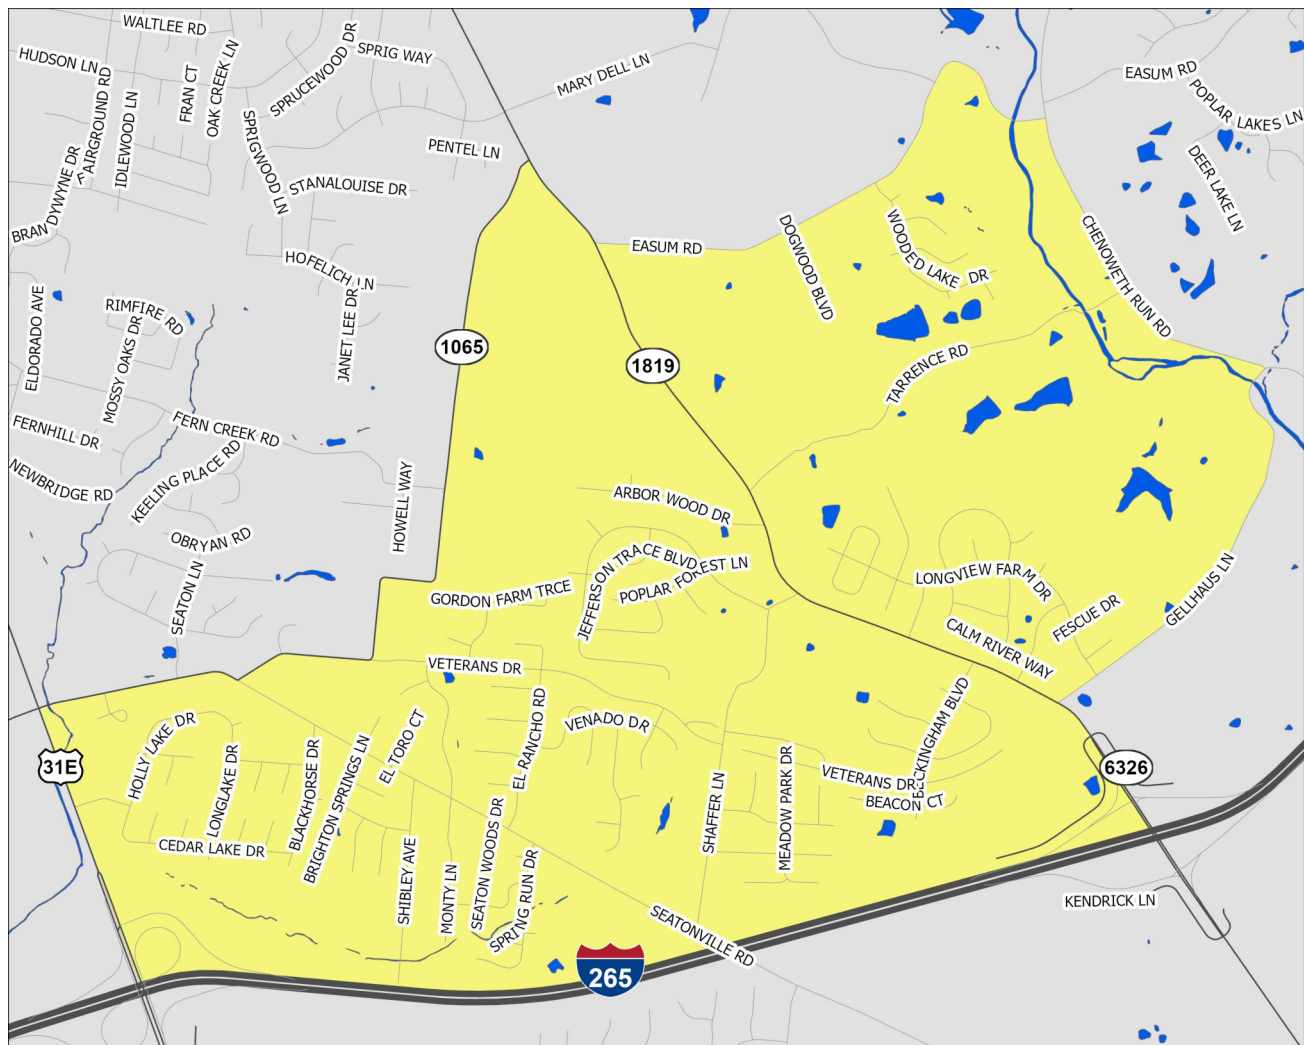 WALTLEE RD
HUDSON LN
FAIRGROUND RD
IDLEWOOD LN
FRAN CT
OAK CREEK LN
SPRUCEWOOD DR
SPRIG WAY
MARY DELL LN
EASUM RD
POPLAR LAKES LN
DEER LAKE LN
SPRIGWOOD LN
PENTEL LN
STANALOUISE DR
BRANDYWYNE DR
HOFELICH LN
JANET LEE DR
EASUM RD
DOGWOOD BLVD
WOODED LAKE DR
CHENOWETH RUN RD
ELDORADO AVE
RIMFIRE RD
MOSSY OAKS DR
1065
1819
TARRENCE RD
FERNHILL DR
FERN CREEK RD
NEWBRIDGE RD
KEELING PLACE RD
HOWELL WAY
OBRYAN RD
SEATON LN
ARBOR WOOD DR
JEFFERSON TRACE BLVD
POPLAR FOREST LN
GORDON FARM TRCE
LONGVIEW FARM DR
FESCUE DR
CALM RIVER WAY
GELLHAUS LN
VETERANS DR
HOLLY LAKE DR
LONGLAKE DR
BLACKHORSE DR
BRIGHTON SPRINGS LN
EL TORO CT
EL RANCHO RD
VENADO DR
BECKINGHAM BLVD
VETERANS DR
BEACON CT
31E
6326
CEDAR LAKE DR
SHIBLEY AVE
MONTY LN
SEATON WOODS DR
SPRING RUN DR
SHAFFER LN
MEADOW PARK DR
SEATONVILLE RD
KENDRICK LN
265